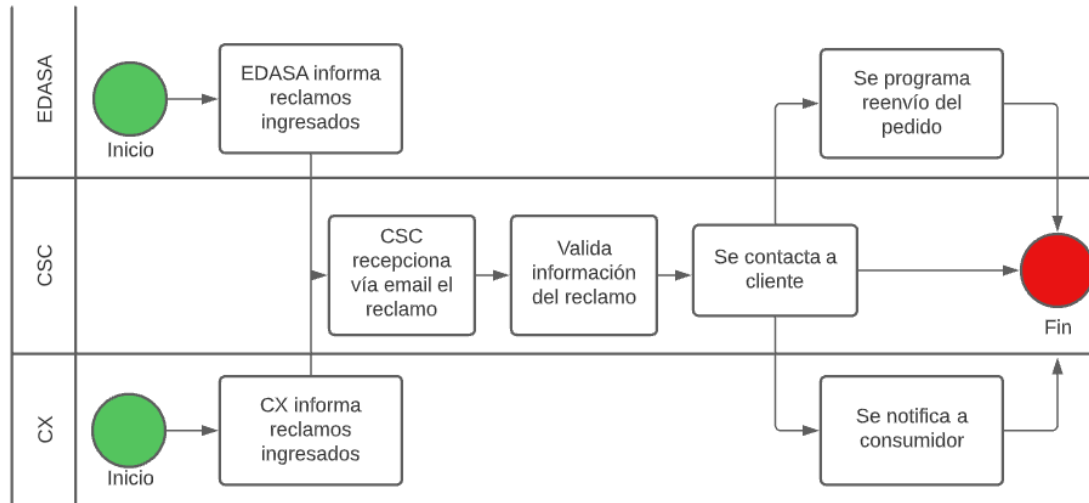 EDASA
Inicio
EDASA informa
reclamos
ingresados
Se programa
reenvío del
pedido
CSC
CSC
recepciona
vía email el
reclamo
Valida
información
del reclamo
Se contacta a
cliente
Fin
CX
Inicio
CX informa
reclamos
ingresados
Se notifica a
consumidor